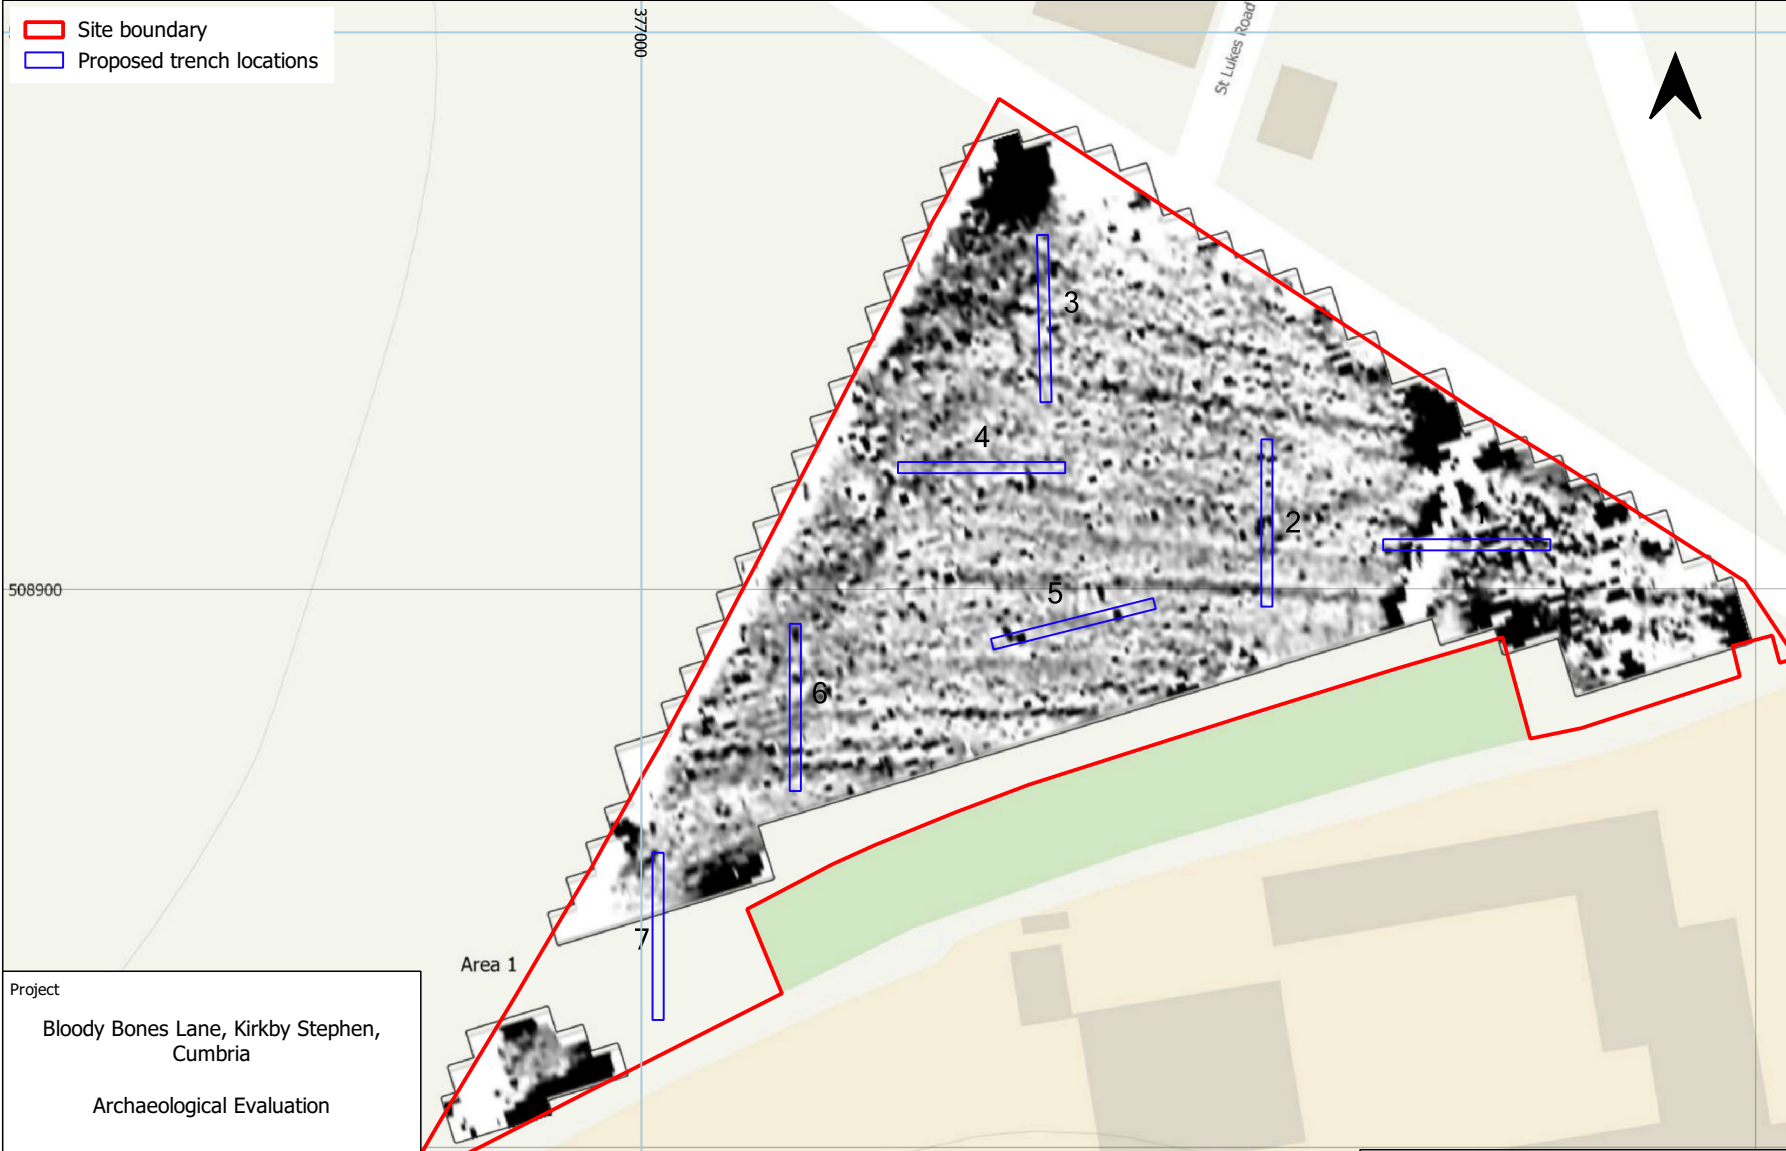 Site boundary
Proposed trench locations
377000
St Lukes Road
3
4
2
1
508900
5
6
7
Area 1
Project
Bloody Bones Lane, Kirkby Stephen,
Cumbria
Archaeological Evaluation